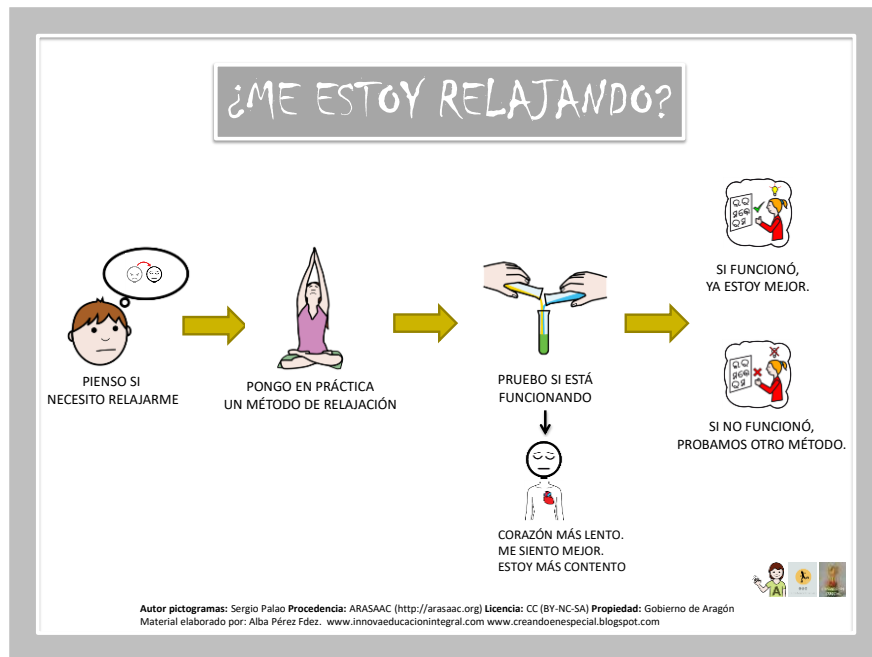 ¿ME ESTOY RELAJANDO?
PIENSO SI
NECESITO RELAJARME
PONGO EN PRÁCTICA
UN MÉTODO DE RELAJACIÓN
PRUEBO SI ESTÁ
FUNCIONANDO
CORAZÓN MÁS LENTO.
ME SIENTO MEJOR.
ESTOY MÁS CONTENTO
SI FUNCIONÓ,
YA ESTOY MEJOR.
SI NO FUNCIONÓ,
PROBAMOS OTRO MÉTODO.
A
Autor pictogramas: Sergio Palao Procedencia: ARASAAC (http://arasaac.org) Licencia: CC (BY-NC-SA) Propiedad: Gobierno de Aragón
Material elaborado por: Alba Pérez Fdez. www.innovaeducacionintegral.com www.creandoenespecial.blogspot.com